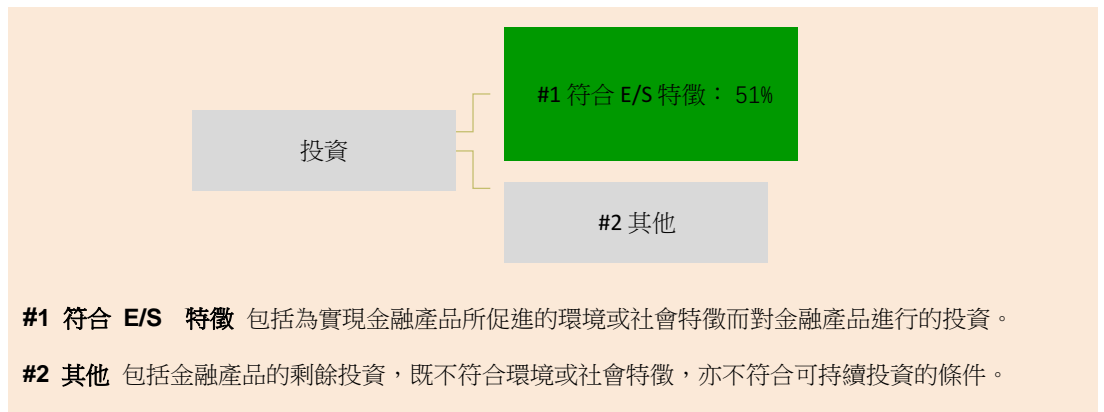 #1 符合 E/S 特徵： 51%
投資
#2 其他
#1 符合 E/S 特徵 包括為實現金融產品所促進的環境或社會特徵而對金融產品進行的投資。
#2 其他 包括金融產品的剩餘投資，既不符合環境或社會特徵，亦不符合可持續投資的條件。